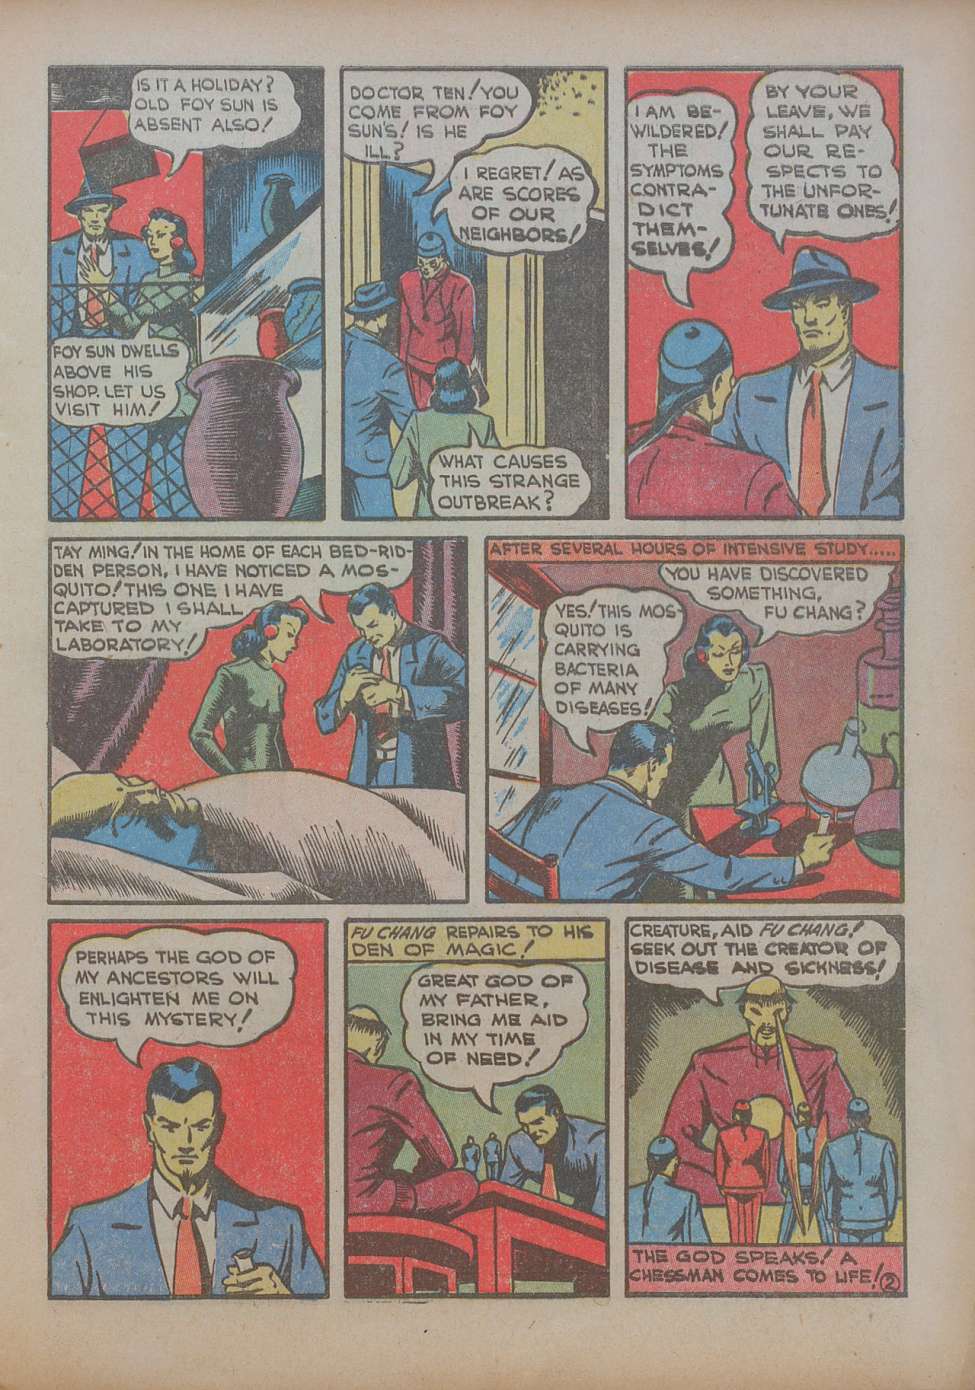 IS IT A HOLIDAY?
OLD FOY SUN IS
ABSENT ALSO!
FOY SUN DWELLS
ABOVE HIS
SHOP. LET US
VISIT HIM!
DOCTOR TEN! YOU
COME FROM FOY
SUN'S! IS HE
ILL?
I REGRET! AS
ARE SCORES
OF OUR
NEIGHBORS!
WHAT CAUSES
THIS STRANGE
OUTBREAK?
I AM BE-
WILDERED!
THE
SYMPTOMS
CONTRA-
DICT
THEM-
SELVES!
BY YOUR
LEAVE, WE
SHALL PAY
OUR RE-
SPECTS TO
THE UNFOR-
TUNATE ONES!
TAY MING! IN THE HOME OF EACH BED-RID-
DEN PERSON, I HAVE NOTICED A MOS-
QUITO! THIS ONE I HAVE
CAPTURED I SHALL
TAKE TO MY
LABORATORY!
AFTER SEVERAL HOURS OF INTENSIVE STUDY.....
YOU HAVE DISCOVERED
SOMETHING,
FU CHANG?
YES! THIS MOS-
QUITO IS
CARRYING
BACTERIA
OF MANY
DISEASES!
PERHAPS THE GOD OF
MY ANCESTORS WILL
ENLIGHTEN ME ON
THIS MYSTERY!
FU CHANG REPAIRS TO HIS
DEN OF MAGIC!
GREAT GOD OF
MY FATHER,
BRING ME AID
IN MY TIME
OF NEED!
CREATURE, AID FU CHANG!
SEEK OUT THE CREATOR OF
DISEASE AND SICKNESS!
THE GOD SPEAKS! A
CHESSMAN COMES TO LIFE!
2